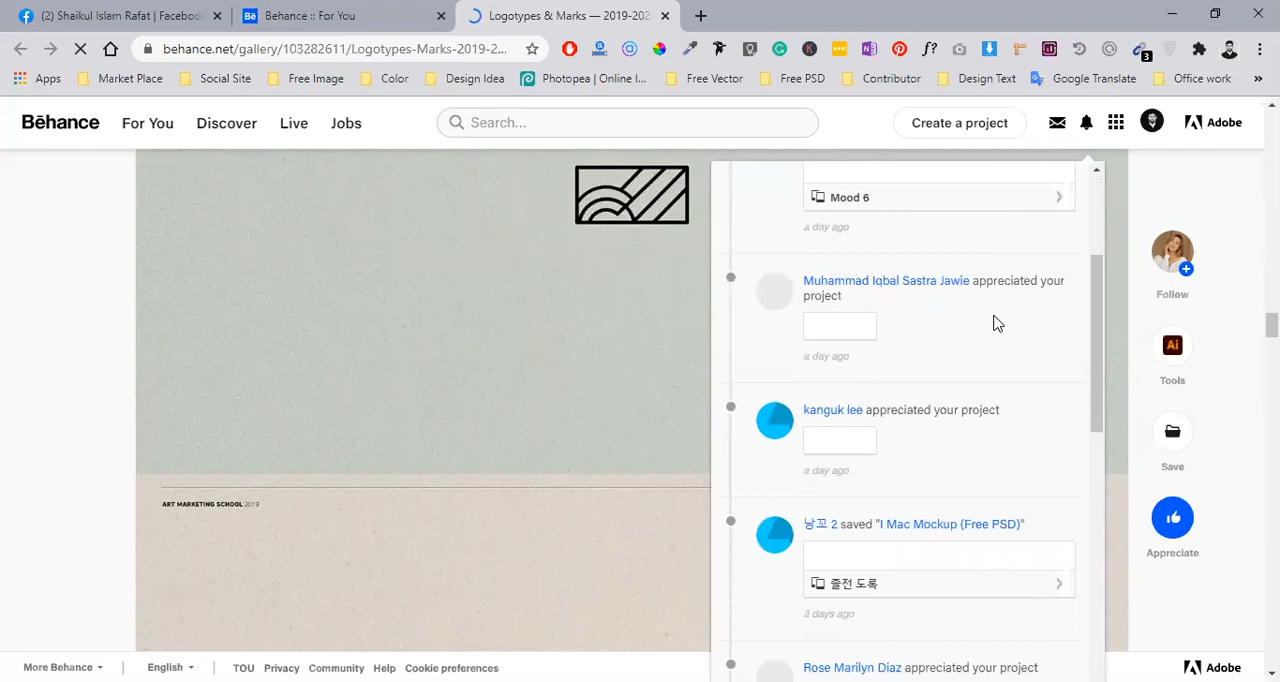 (2) Shaikul Islam Rafat | Facebook
Behance :: For You
Logotypes & Marks — 2019-202
behance.net/gallery/103282611/Logotypes-Marks-2019-2...
3
Apps
Market Place
Social Site
Free Image
Color
Design Idea
Photopea | Online I...
Free Vector
Free PSD
Contributor
Design Text
Google Translate
Office work
»
Bēhance
For You
Discover
Live
Jobs
Search...
Create a project
Adobe
Mood 6
a day ago
Muhammad Iqbal Sastra Jawie appreciated your
project
a day ago
kanguk lee appreciated your project
a day ago
낭꼬 2 saved "I Mac Mockup (Free PSD)"
졸전 도록
2 days ago
Rose Marilyn Diaz appreciated your project
Follow
Ai
Tools
Save
Appreciate
ART MARKETING SCHOOL 2019
More Behance
English
TOU
Privacy
Community
Help
Cookie preferences
Adobe